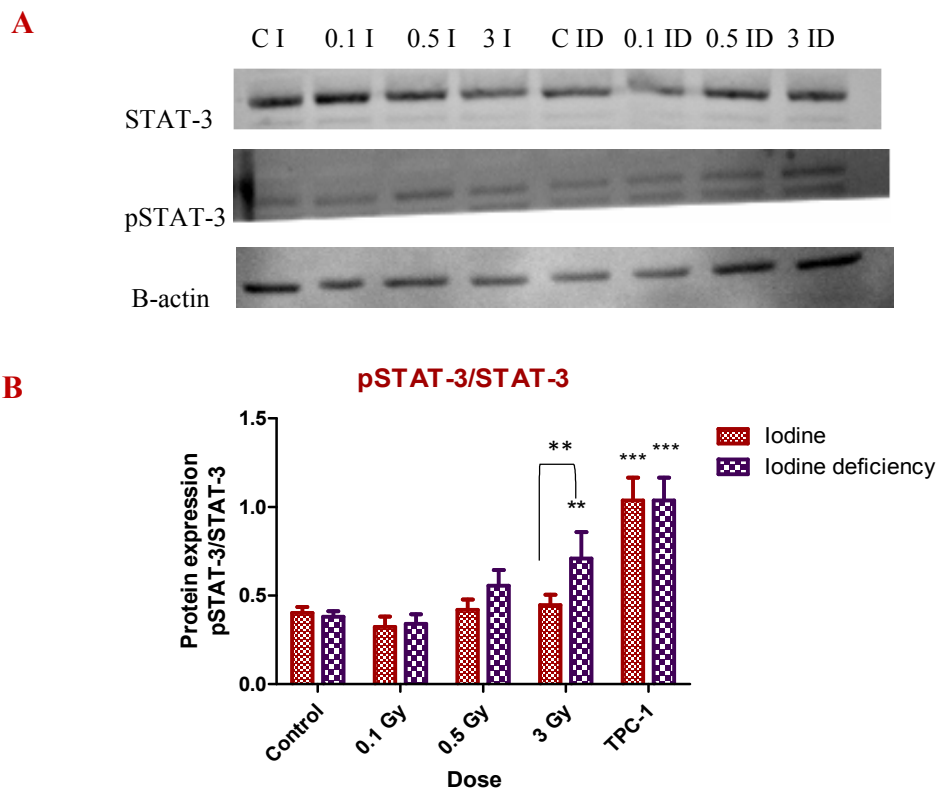 A
C I 0.1 I 0.5 I 3 I C ID 0.1 ID 0.5 ID 3 ID
STAT-3
pSTAT-3
B-actin
B
pSTAT-3/STAT-3
Protein expression
pSTAT-3/STAT-3
1.5
1.0
0.5
0.0
**
**
*** ***
Iodine
Iodine deficiency
Control 0.1 Gy 0.5 Gy 3 Gy TPC-1
Dose